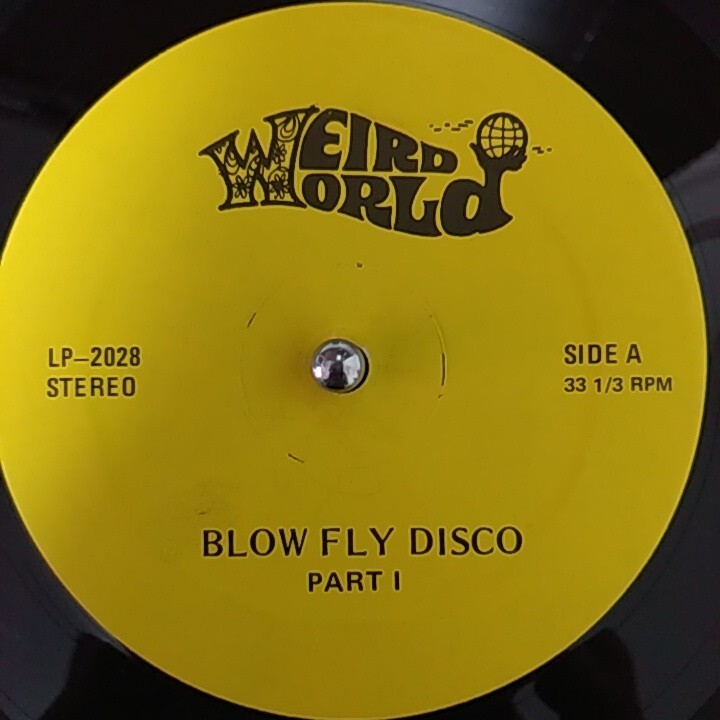 WEIRD
WORLD
LP-2028
STEREO
SIDE A
33 1/3 RPM
BLOW FLY DISCO
PART I